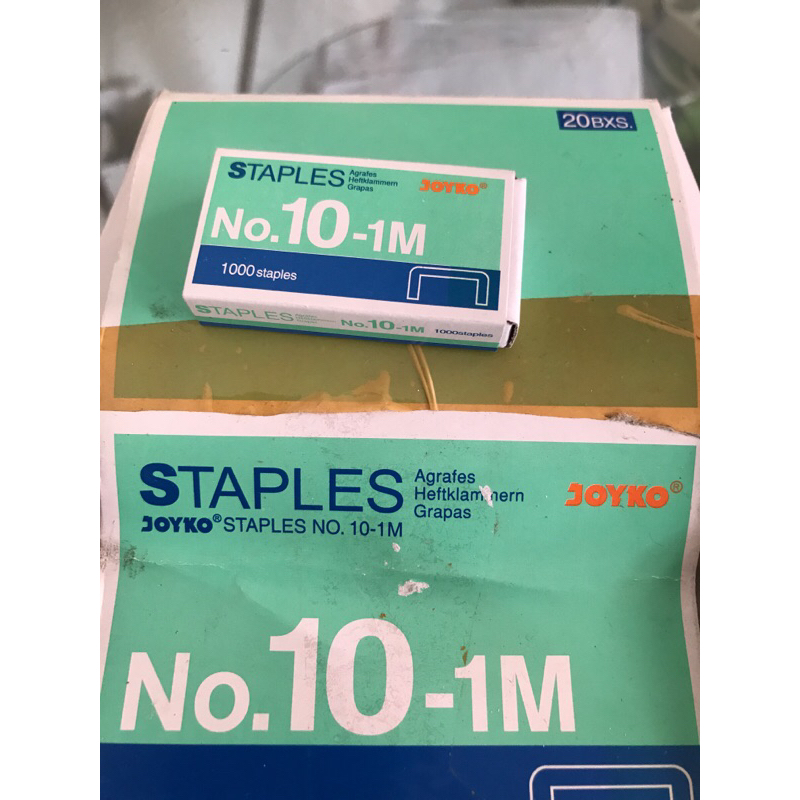 20BXS.
STAPLES
Agrafes
Heftklammern
Grapas
JOYKO®
No.10-1M
1000 staples
STAPLES
No.10-1M
1000staples
STAPLES
Agrafes
Heftklammern
Grapas
JOYKO®
JOYKO® STAPLES NO. 10-1M
No.10-1M